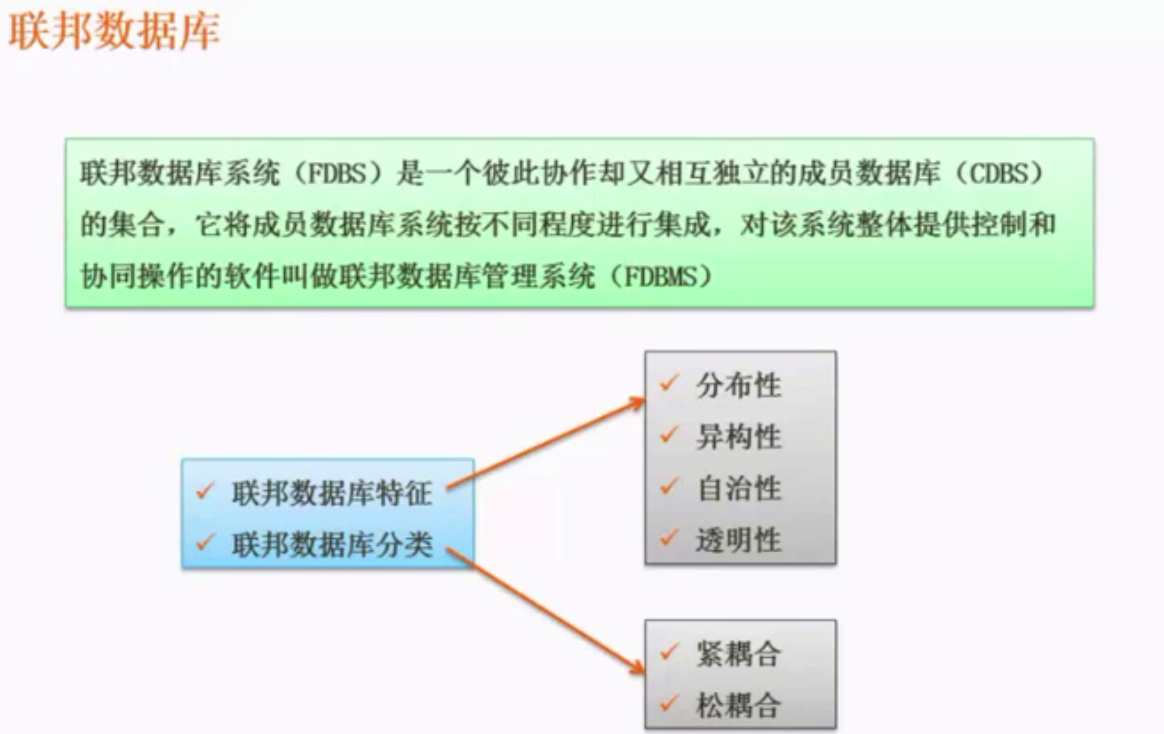 联邦数据库
联邦数据库系统（FDBS）是一个彼此协作却又相互独立的成员数据库（CDBS）
的集合，它将成员数据库系统按不同程度进行集成，对该系统整体提供控制和
协同操作的软件叫做联邦数据库管理系统（FDBMS）
✓ 联邦数据库特征
✓ 联邦数据库分类
✓ 分布性
✓ 异构性
✓ 自治性
✓ 透明性
✓ 紧耦合
✓ 松耦合